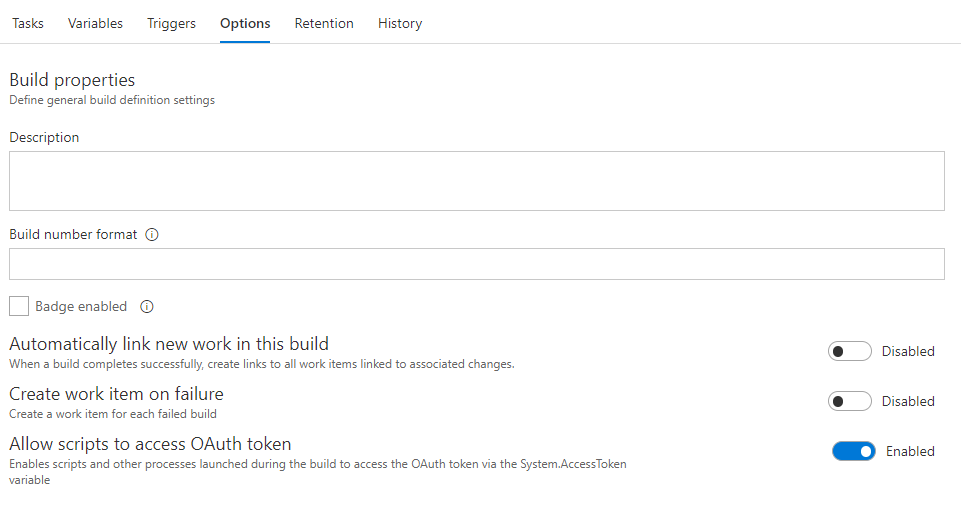 Tasks Variables Triggers Options Retention History
Build properties
Define general build definition settings
Description
Build number format
Badge enabled
Automatically link new work in this build
When a build completes successfully, create links to all work items linked to associated changes.
Disabled
Create work item on failure
Create a work item for each failed build
Disabled
Allow scripts to access OAuth token
Enables scripts and other processes launched during the build to access the OAuth token via the System.AccessToken
variable
Enabled